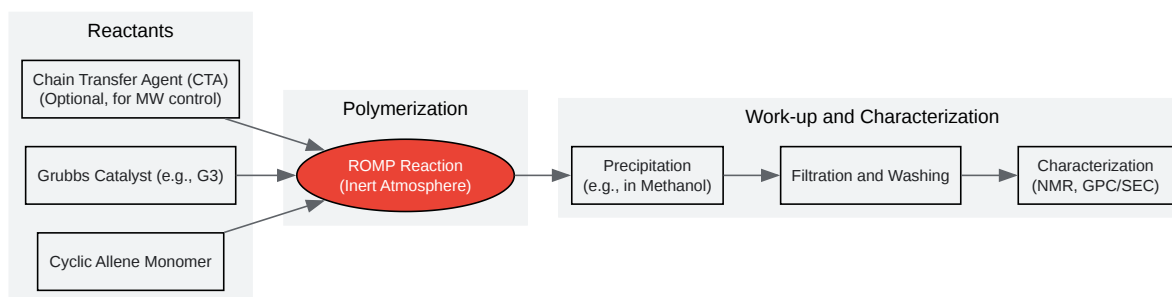 Reactants
Chain Transfer Agent (CTA)
(Optional, for MW control)
Grubbs Catalyst (e.g., G3)
Cyclic Allene Monomer
Polymerization
ROMP Reaction
(Inert Atmosphere)
Work-up and Characterization
Precipitation
(e.g., in Methanol)
Filtration and Washing
Characterization
(NMR, GPC/SEC)